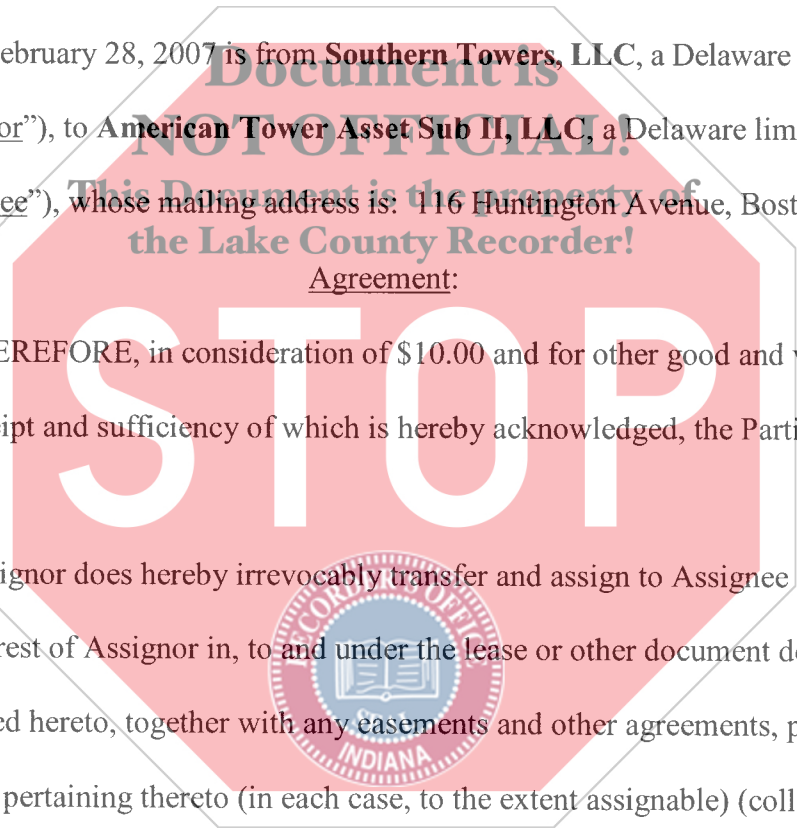 ebruary 28, 2007 is from Southern Towers, LLC, a Delaware
Document is
or”), to American Tower Asset Sub II, LLC, a Delaware lim
NOT OFFICIAL!
ee”), whose mailing address is: 116 Huntington Avenue, Bost
This Document is the property of
the Lake County Recorder!
Agreement:
EREFORE, in consideration of $10.00 and for other good and v
ipt and sufficiency of which is hereby acknowledged, the Parti
STOP
ignor does hereby irrevocably transfer and assign to Assignee
RECORDER'S OFFICE
rest of Assignor in, to and under the lease or other document de
SEAL
ed hereto, together with any easements and other agreements, p
INDIANA
pertaining thereto (in each case, to the extent assignable) (coll